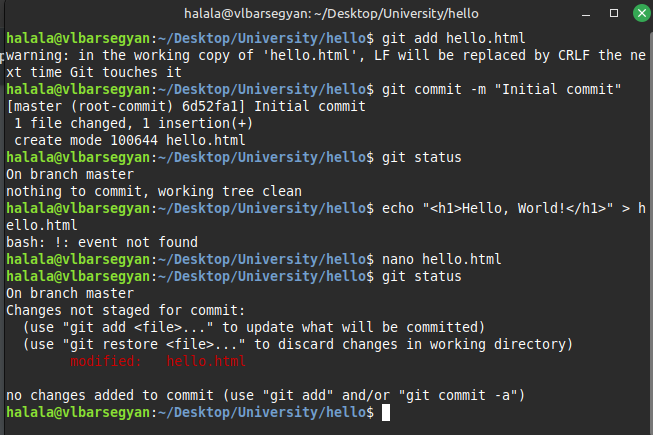 halala@vlbarsegyan: ~/Desktop/University/hello
halala@vlbarsegyan:~/Desktop/University/hello$ git add hello.html
warning: in the working copy of 'hello.html', LF will be replaced by CRLF the ne
xt time Git touches it
halala@vlbarsegyan:~/Desktop/University/hello$ git commit -m "Initial commit"
[master (root-commit) 6d52fa1] Initial commit
 1 file changed, 1 insertion(+)
 create mode 100644 hello.html
halala@vlbarsegyan:~/Desktop/University/hello$ git status
On branch master
nothing to commit, working tree clean
halala@vlbarsegyan:~/Desktop/University/hello$ echo "<h1>Hello, World!</h1>" > h
ello.html
bash: !: event not found
halala@vlbarsegyan:~/Desktop/University/hello$ nano hello.html
halala@vlbarsegyan:~/Desktop/University/hello$ git status
On branch master
Changes not staged for commit:
  (use "git add <file>..." to update what will be committed)
  (use "git restore <file>..." to discard changes in working directory)
        modified:   hello.html

no changes added to commit (use "git add" and/or "git commit -a")
halala@vlbarsegyan:~/Desktop/University/hello$